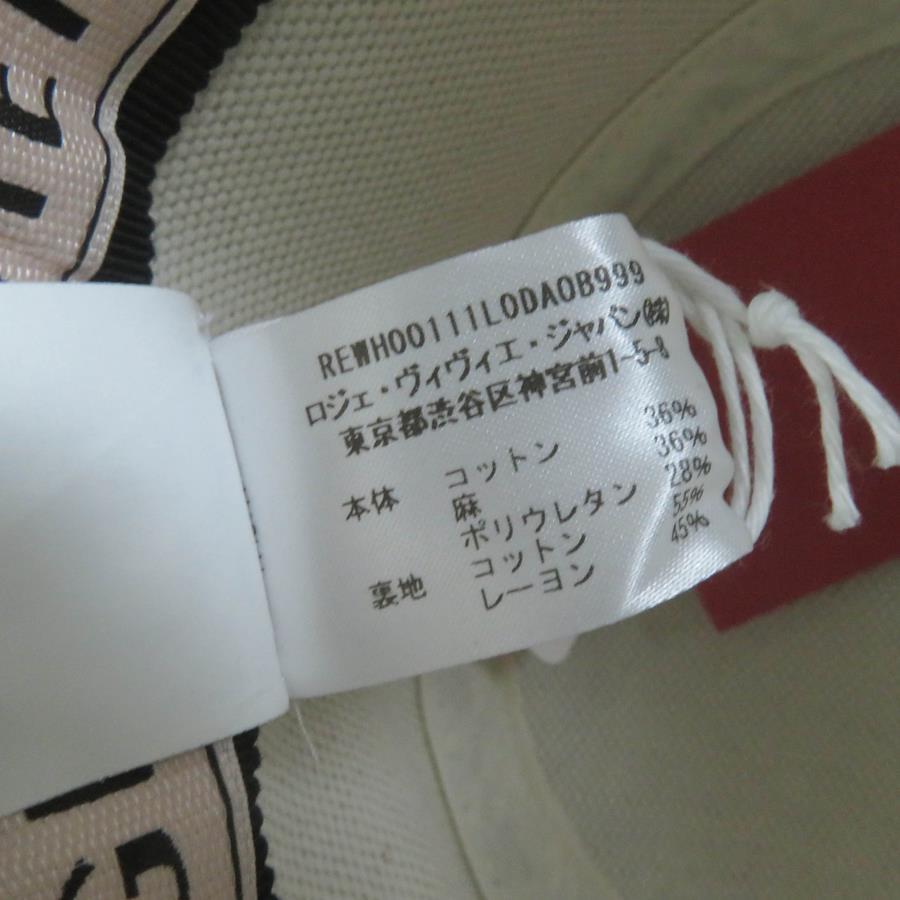 REWH00111L0DA0B999
ロジェ・ヴィヴィエ・ジャパン㈱
東京都渋谷区神宮前1-5-8
本体 コットン 36%
麻 36%
ポリウレタン 28%
裏地 コットン 55%
レーヨン 45%